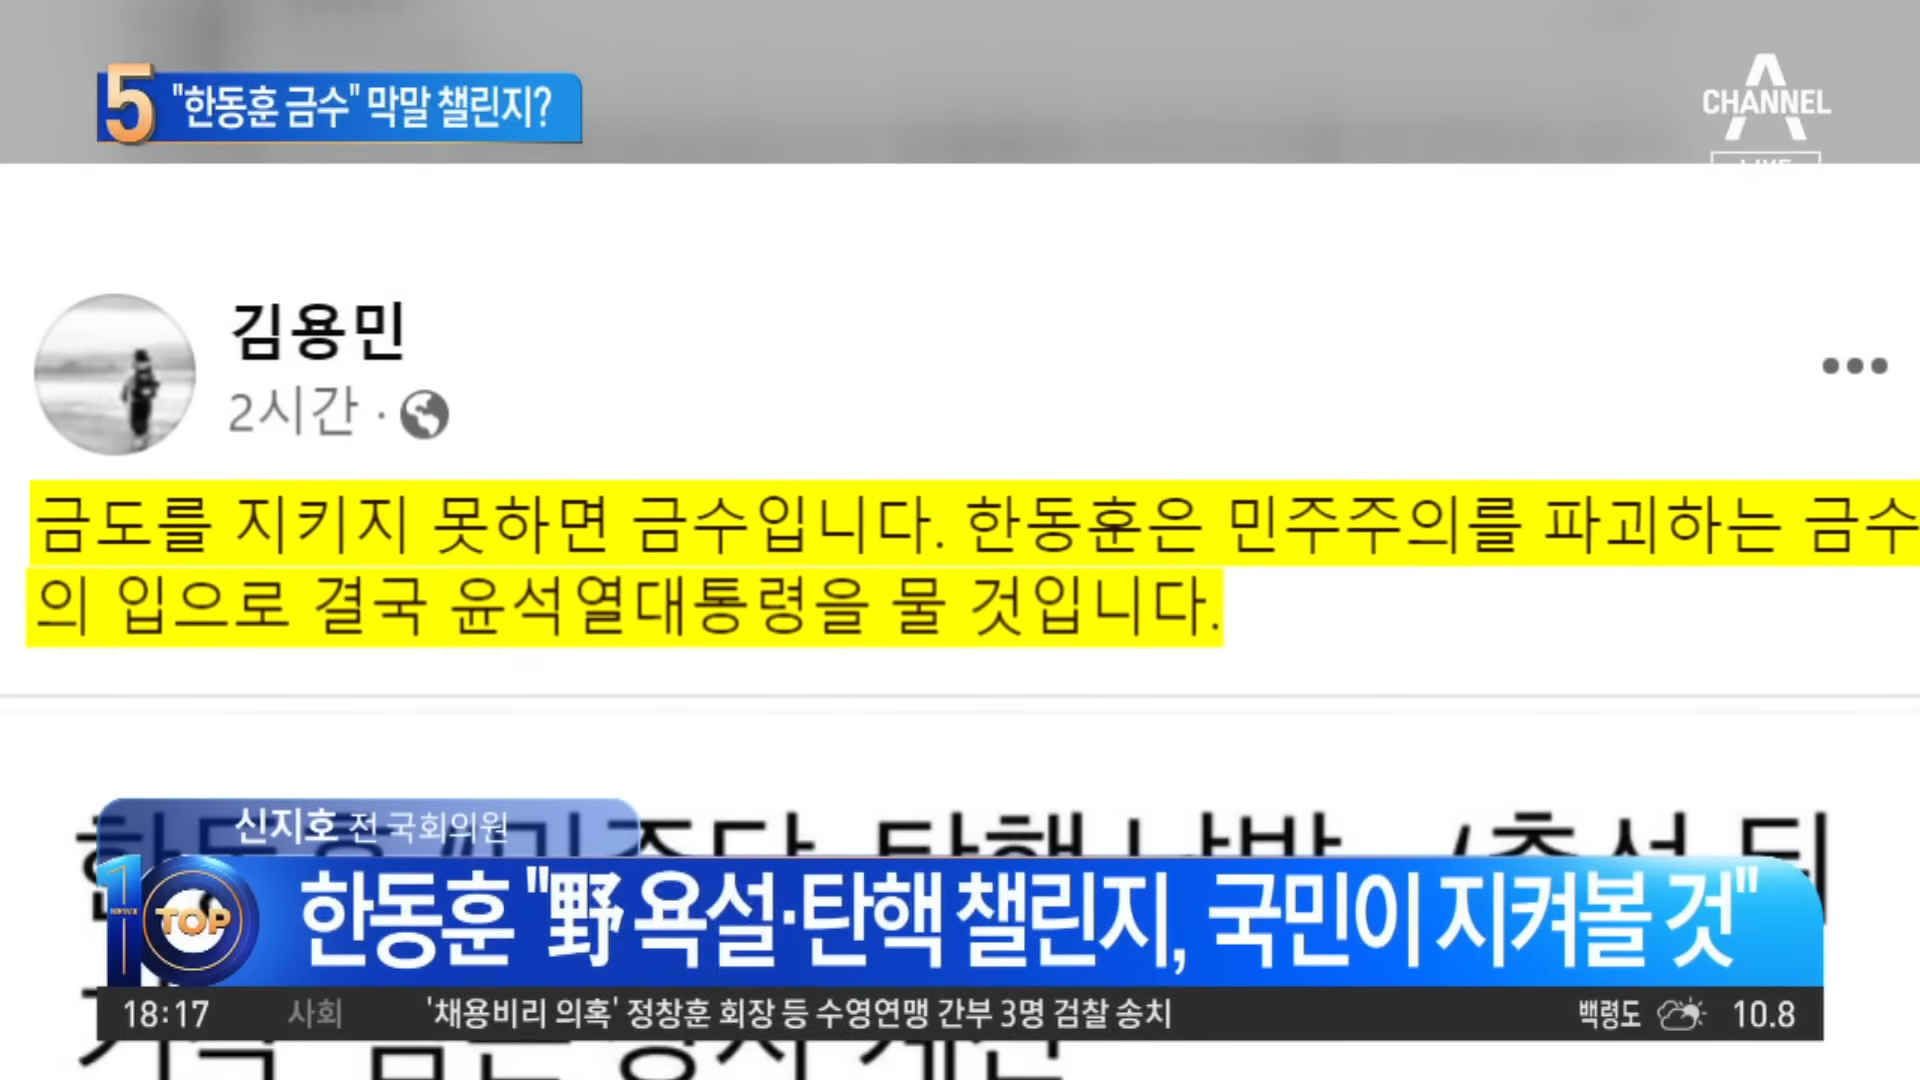 5 "한동훈 금수" 막말 챌린지?
CHANNEL A
김용민
2시간 ·
금도를 지키지 못하면 금수입니다. 한동훈은 민주주의를 파괴하는 금수
의 입으로 결국 윤석열대통령을 물 것입니다.
신지호 전 국회의원
NEWS TOP 10
한동훈 "野 욕설·탄핵 챌린지, 국민이 지켜볼 것"
18:17 사회 '채용비리 의혹' 정창훈 회장 등 수영연맹 간부 3명 검찰 송치 백령도 10.8